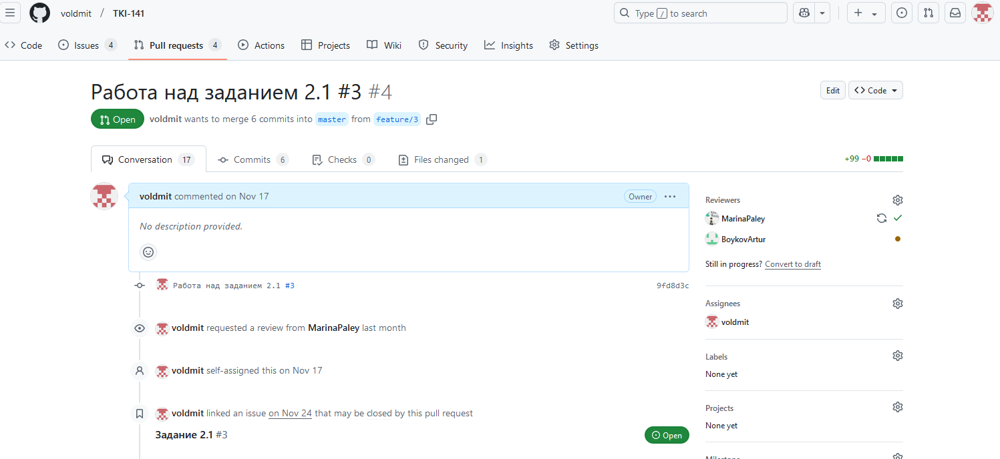 voldmit / TKI-141
Type / to search
Code Issues 4 Pull requests 4 Actions Projects Wiki Security Insights Settings
Работа над заданием 2.1 #3 #4
Edit Code
Open voldmit wants to merge 6 commits into master from feature/3
Conversation 17 Commits 6 Checks 0 Files changed 1
+99 −0
voldmit commented on Nov 17
Owner
No description provided.
Работа над заданием 2.1 #3
9fd8d3c
voldmit requested a review from MarinaPaley last month
voldmit self-assigned this on Nov 17
voldmit linked an issue on Nov 24 that may be closed by this pull request
Задание 2.1 #3
Open
Reviewers
MarinaPaley
BoykovArtur
Still in progress? Convert to draft
Assignees
voldmit
Labels
None yet
Projects
None yet
Milestone